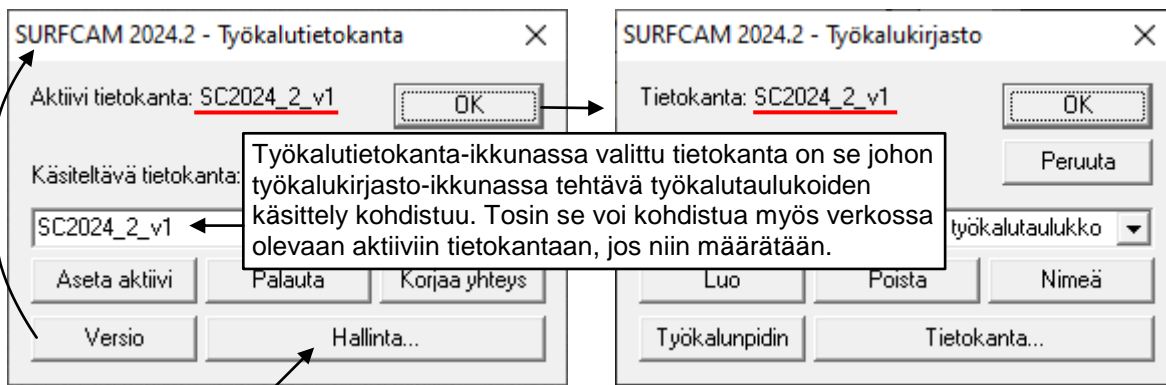 SURFCAM 2024.2 - Työkalutietokanta
Aktiivi tietokanta: SC2024_2_v1
OK
Käsiteltävä tietokanta:
SC2024_2_v1
Aseta aktiivi
Palauta
Korjaa yhteys
Versio
Hallinta...
Työkalutietokanta-ikkunassa valittu tietokanta on se johon
työkalukirjasto-ikkunassa tehtävä työkalutaulukoiden
käsittely kohdistuu. Tosin se voi kohdistua myös verkossa
olevaan aktiiviin tietokantaan, jos niin määrätään.
SURFCAM 2024.2 - Työkalukirjasto
Tietokanta: SC2024_2_v1
OK
Peruuta
työkalutaulukko
Luo
Poista
Nimeä
Työkalunpidin
Tietokanta...